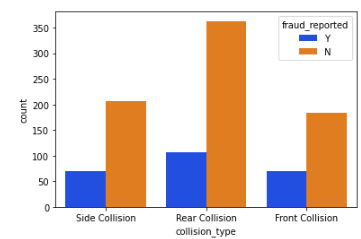 fraud_reported
Y
N
350
300
250
200
150
100
50
0
count
Side Collision Rear Collision Front Collision
collision_type